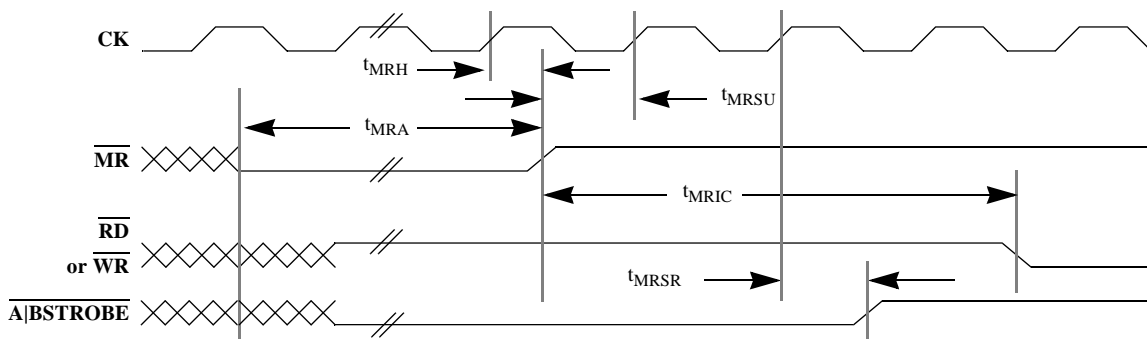 CK
tMRH
tMRSU
tMRA
MR
tMRIC
RD
or WR
tMRSR
A|BSTROBE